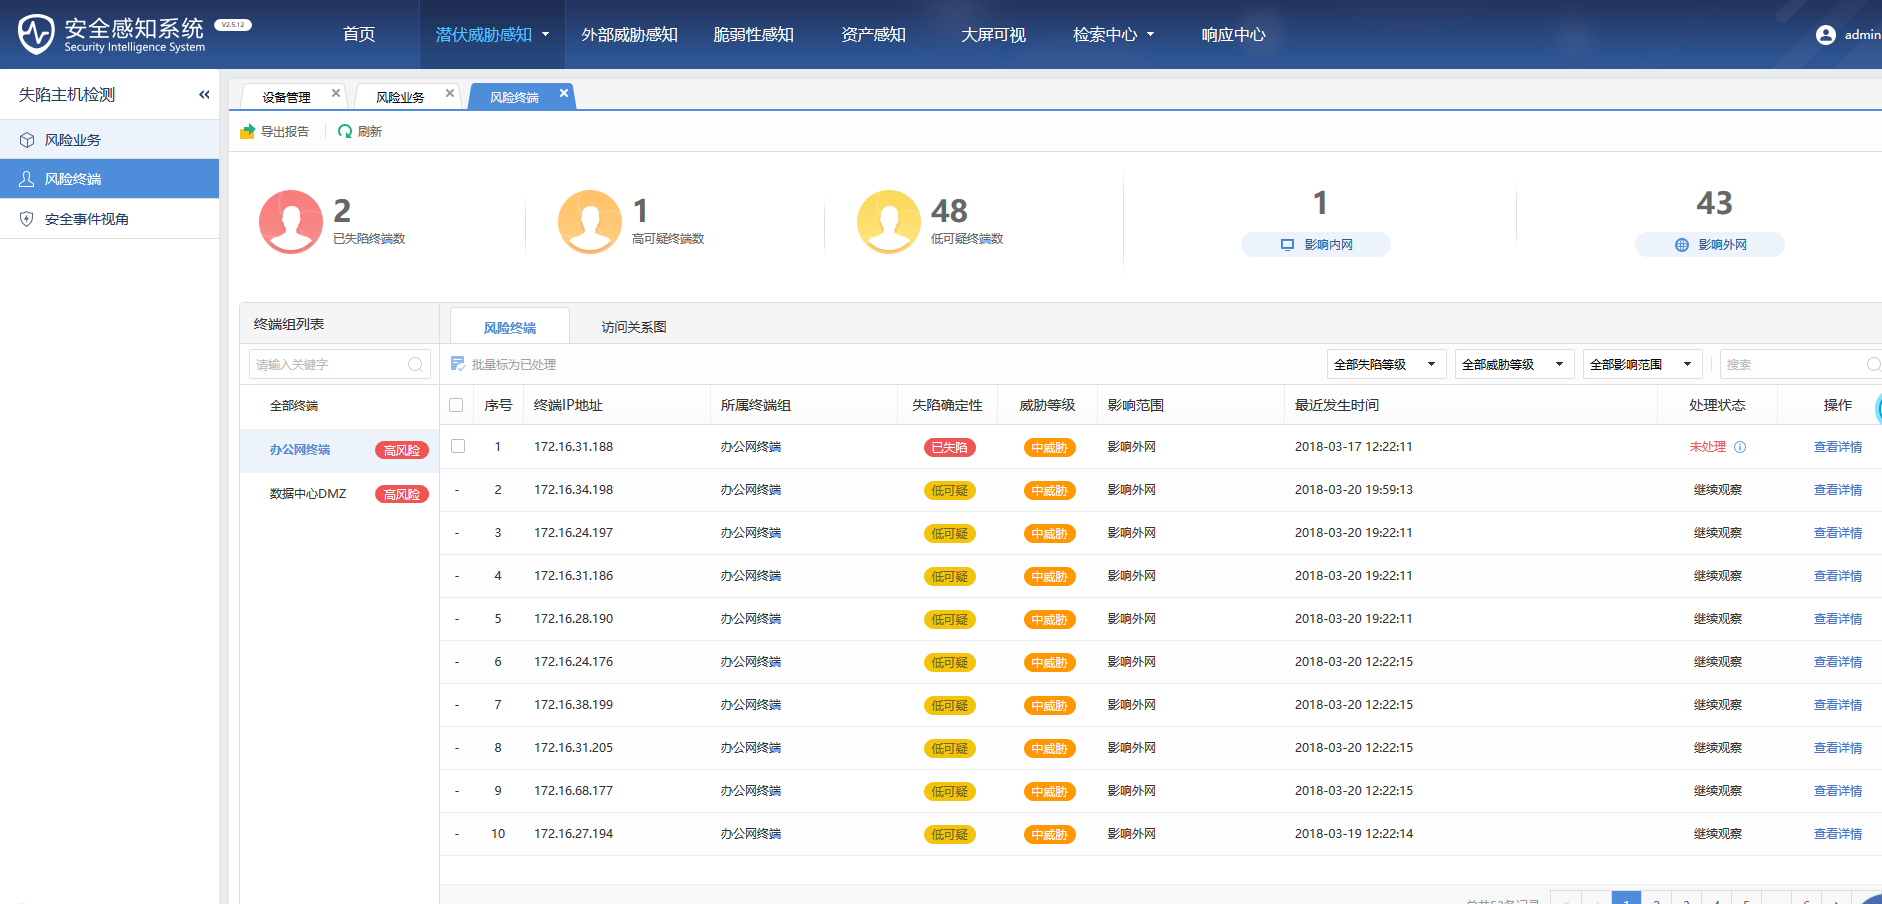 安全感知系统 V2.5.12
Security Intelligence System
首页 潜伏威胁感知 外部威胁感知 脆弱性感知 资产感知 大屏可视 检索中心 响应中心 admin
失陷主机检测 «
风险业务
风险终端
安全事件视角
设备管理 × 风险业务 × 风险终端 ×
导出报告 刷新
2 已失陷终端数
1 高可疑终端数
48 低可疑终端数
1 影响内网
43 影响外网
终端组列表
请输入关键字
全部终端
办公网终端 高风险
数据中心DMZ 高风险
风险终端 访问关系图
批量标为已处理 全部失陷等级 全部威胁等级 全部影响范围 搜索
序号 终端IP地址 所属终端组 失陷确定性 威胁等级 影响范围 最近发生时间 处理状态 操作
1 172.16.31.188 办公网终端 已失陷 中威胁 影响外网 2018-03-17 12:22:11 未处理 查看详情
- 2 172.16.34.198 办公网终端 低可疑 中威胁 影响外网 2018-03-20 19:59:13 继续观察 查看详情
- 3 172.16.24.197 办公网终端 低可疑 中威胁 影响外网 2018-03-20 19:22:11 继续观察 查看详情
- 4 172.16.31.186 办公网终端 低可疑 中威胁 影响外网 2018-03-20 19:22:11 继续观察 查看详情
- 5 172.16.28.190 办公网终端 低可疑 中威胁 影响外网 2018-03-20 19:22:11 继续观察 查看详情
- 6 172.16.24.176 办公网终端 低可疑 中威胁 影响外网 2018-03-20 12:22:15 继续观察 查看详情
- 7 172.16.38.199 办公网终端 低可疑 中威胁 影响外网 2018-03-20 12:22:15 继续观察 查看详情
- 8 172.16.31.205 办公网终端 低可疑 中威胁 影响外网 2018-03-20 12:22:15 继续观察 查看详情
- 9 172.16.68.177 办公网终端 低可疑 中威胁 影响外网 2018-03-20 12:22:15 继续观察 查看详情
- 10 172.16.27.194 办公网终端 低可疑 中威胁 影响外网 2018-03-19 12:22:14 继续观察 查看详情